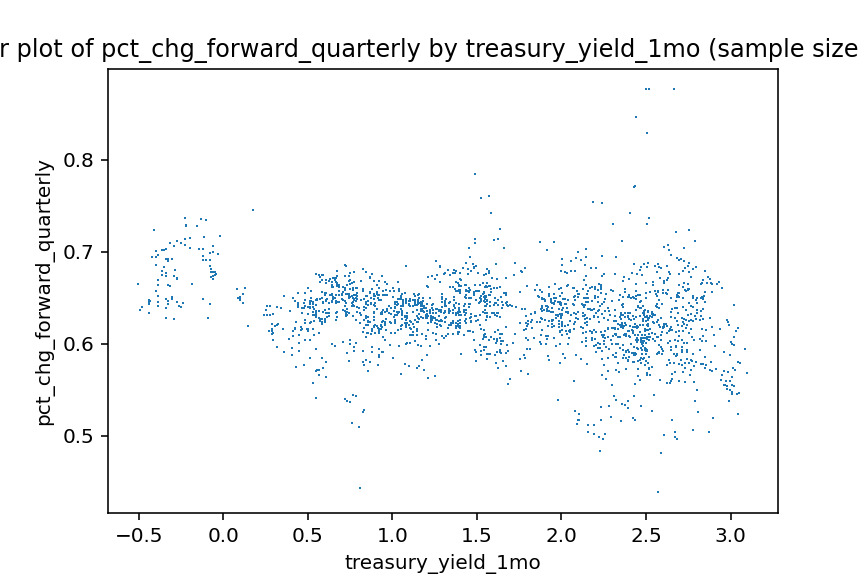 r plot of pct_chg_forward_quarterly by treasury_yield_1mo (sample size
pct_chg_forward_quarterly
0.8
0.7
0.6
0.5
−0.5 0.0 0.5 1.0 1.5 2.0 2.5 3.0
treasury_yield_1mo